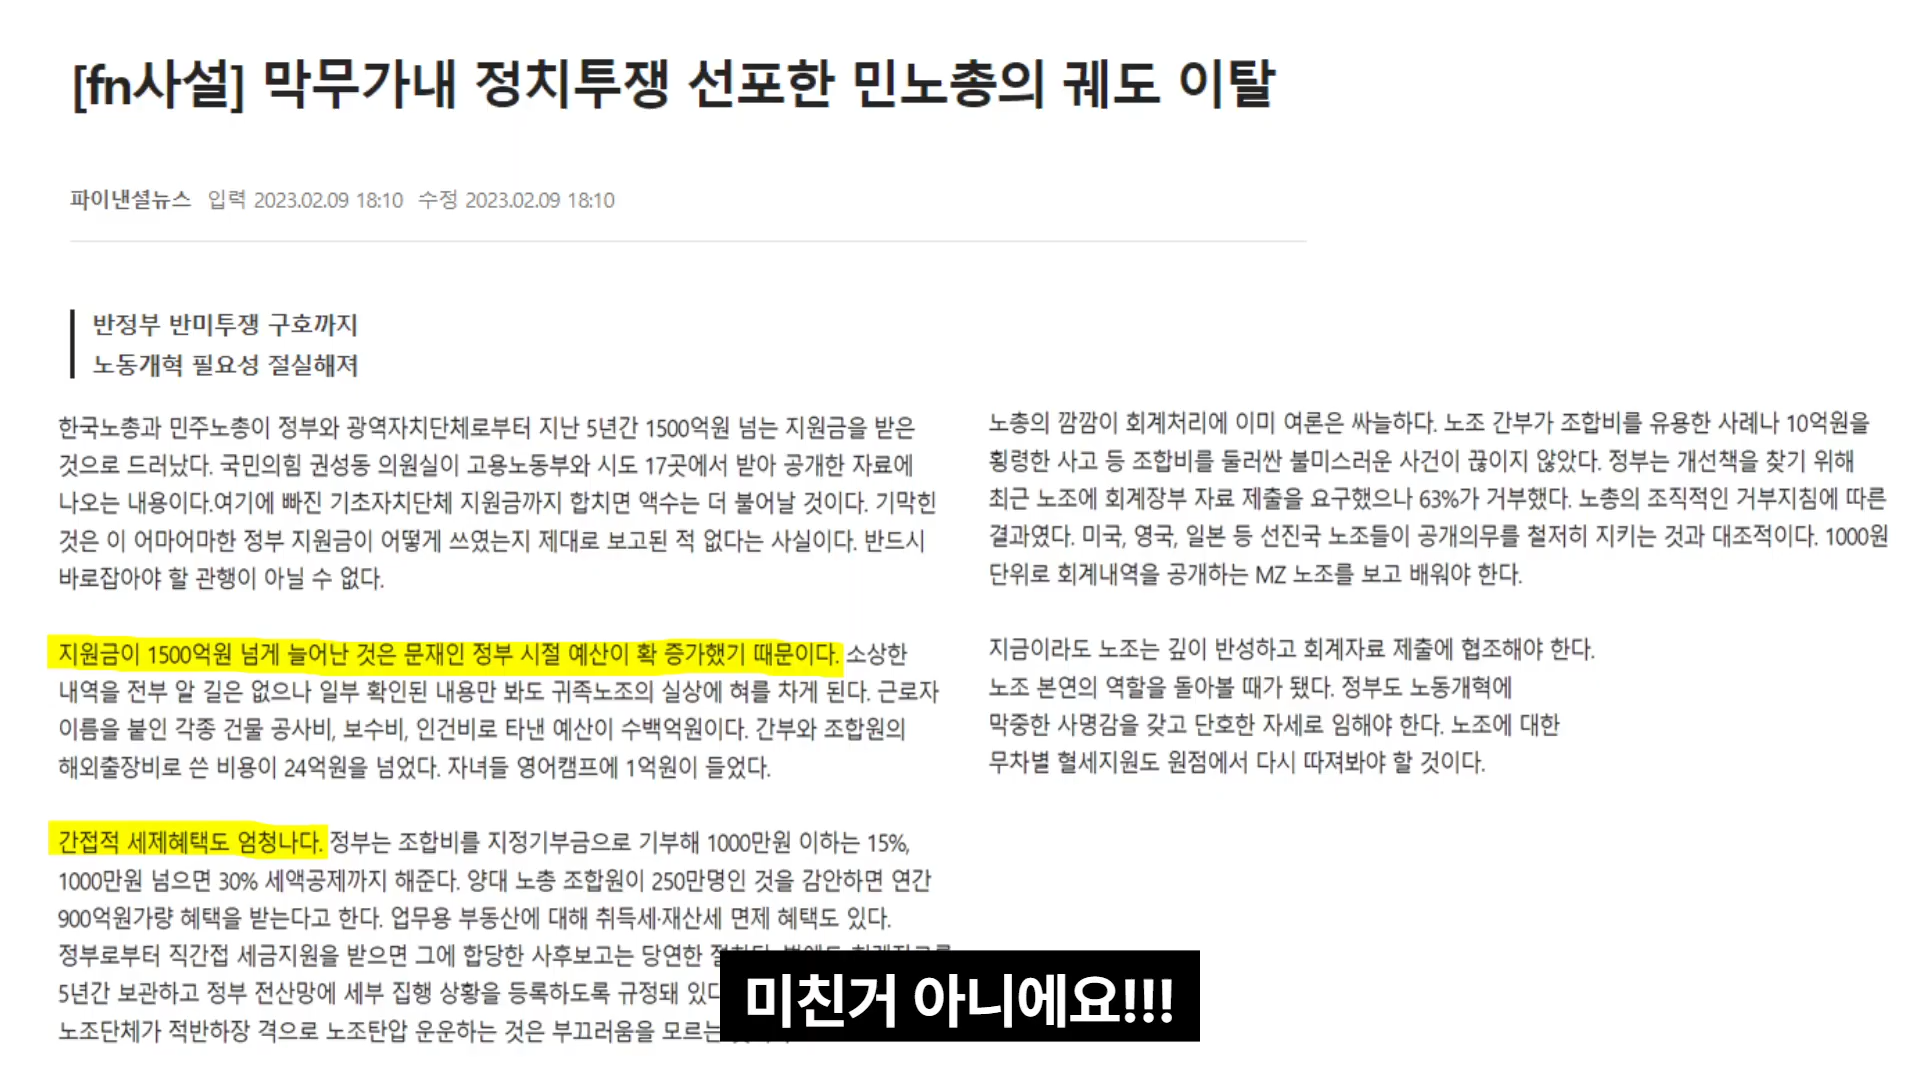 [fn사설] 막무가내 정치투쟁 선포한 민노총의 궤도 이탈
파이낸셜뉴스 입력 2023.02.09 18:10 수정 2023.02.09 18:10
반정부 반미투쟁 구호까지
노동개혁 필요성 절실해져
한국노총과 민주노총이 정부와 광역자치단체로부터 지난 5년간 1500억원 넘는 지원금을 받은
것으로 드러났다. 국민의힘 권성동 의원실이 고용노동부와 시도 17곳에서 받아 공개한 자료에
나오는 내용이다.여기에 빠진 기초자치단체 지원금까지 합치면 액수는 더 불어날 것이다. 기막힌
것은 이 어마어마한 정부 지원금이 어떻게 쓰였는지 제대로 보고된 적 없다는 사실이다. 반드시
바로잡아야 할 관행이 아닐 수 없다.
지원금이 1500억원 넘게 늘어난 것은 문재인 정부 시절 예산이 확 증가했기 때문이다. 소상한
내역을 전부 알 길은 없으나 일부 확인된 내용만 봐도 귀족노조의 실상에 혀를 차게 된다. 근로자
이름을 붙인 각종 건물 공사비, 보수비, 인건비로 타낸 예산이 수백억원이다. 간부와 조합원의
해외출장비로 쓴 비용이 24억원을 넘었다. 자녀들 영어캠프에 1억원이 들었다.
간접적 세제혜택도 엄청나다. 정부는 조합비를 지정기부금으로 기부해 1000만원 이하는 15%,
1000만원 넘으면 30% 세액공제까지 해준다. 양대 노총 조합원이 250만명인 것을 감안하면 연간
900억원가량 혜택을 받는다고 한다. 업무용 부동산에 대해 취득세·재산세 면제 혜택도 있다.
정부로부터 직간접 세금지원을 받으면 그에 합당한 사후보고는 당연한
5년간 보관하고 정부 전산망에 세부 집행 상황을 등록하도록 규정돼 있다
노조단체가 적반하장 격으로 노조탄압 운운하는 것은 부끄러움을 모르는
노총의 깜깜이 회계처리에 이미 여론은 싸늘하다. 노조 간부가 조합비를 유용한 사례나 10억원을
횡령한 사고 등 조합비를 둘러싼 불미스러운 사건이 끊이지 않았다. 정부는 개선책을 찾기 위해
최근 노조에 회계장부 자료 제출을 요구했으나 63%가 거부했다. 노총의 조직적인 거부지침에 따른
결과였다. 미국, 영국, 일본 등 선진국 노조들이 공개의무를 철저히 지키는 것과 대조적이다. 1000원
단위로 회계내역을 공개하는 MZ 노조를 보고 배워야 한다.
지금이라도 노조는 깊이 반성하고 회계자료 제출에 협조해야 한다.
노조 본연의 역할을 돌아볼 때가 됐다. 정부도 노동개혁에
막중한 사명감을 갖고 단호한 자세로 임해야 한다. 노조에 대한
무차별 혈세지원도 원점에서 다시 따져봐야 할 것이다.
미친거 아니에요!!!